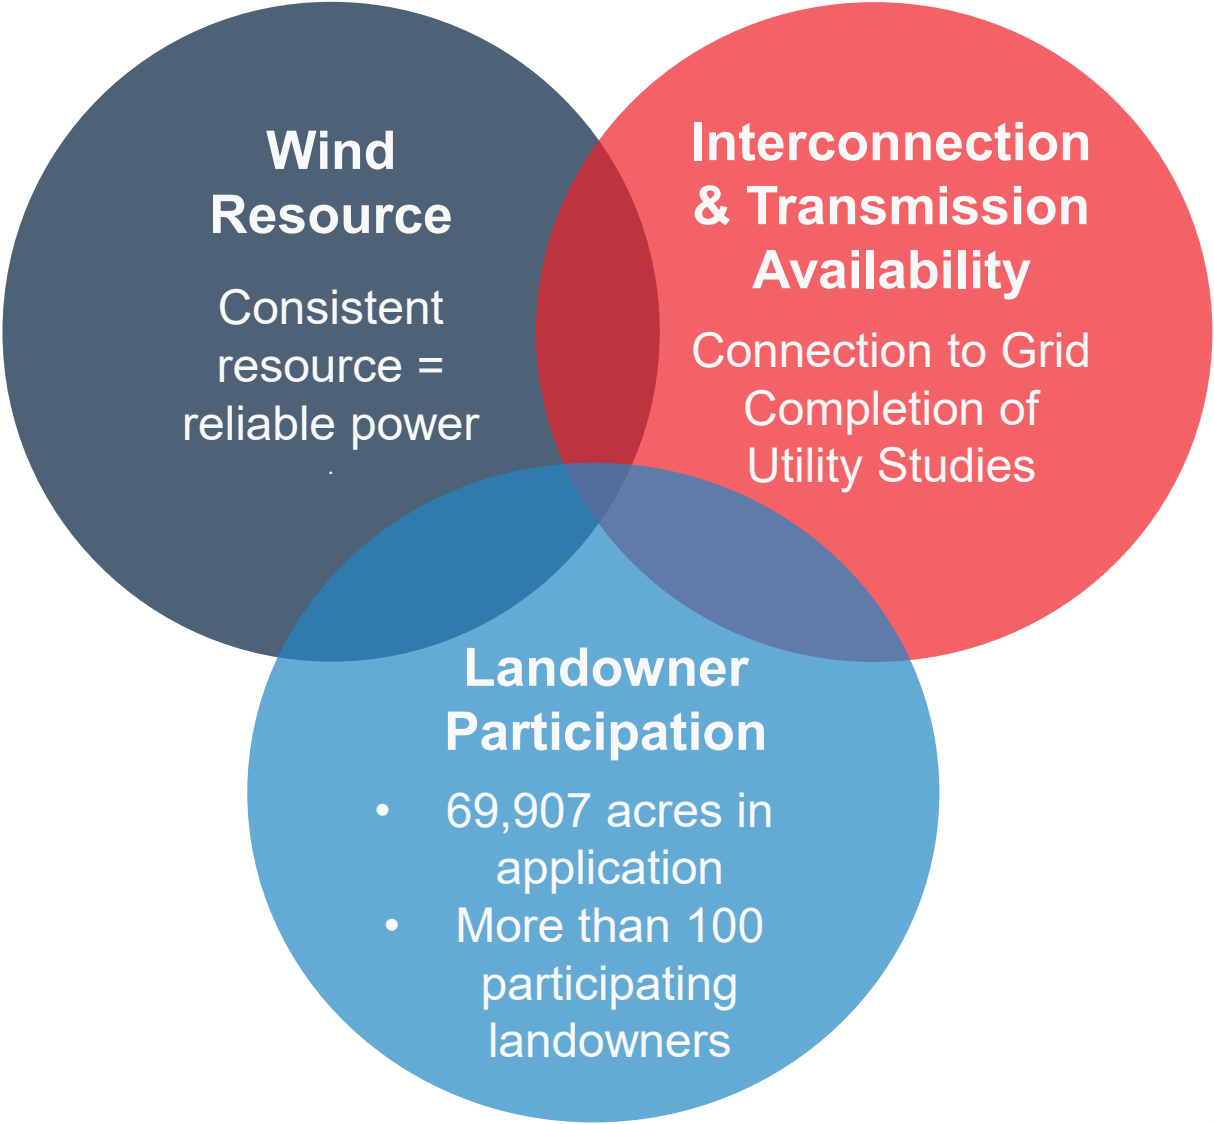 Wind
Resource
Consistent
resource =
reliable power
.
Interconnection
& Transmission
Availability
Connection to Grid
Completion of
Utility Studies
Landowner
Participation
• 69,907 acres in
application
• More than 100
participating
landowners